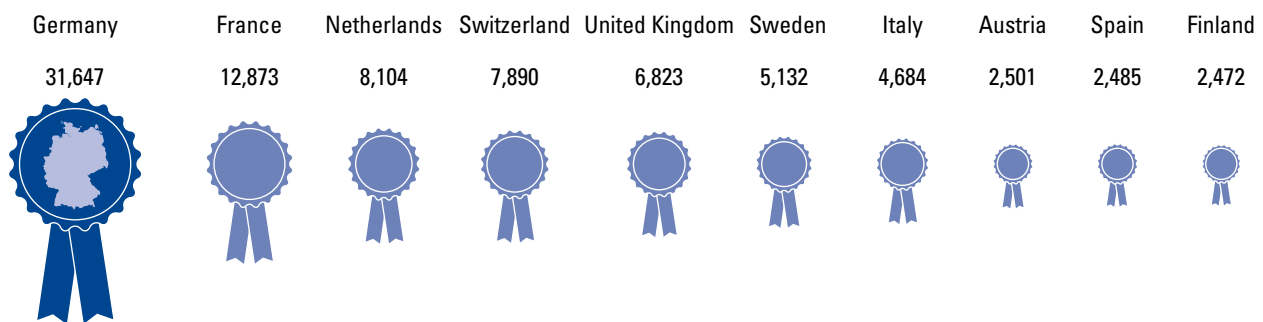 Germany France Netherlands Switzerland United Kingdom Sweden Italy Austria Spain Finland
31,647 12,873 8,104 7,890 6,823 5,132 4,684 2,501 2,485 2,472